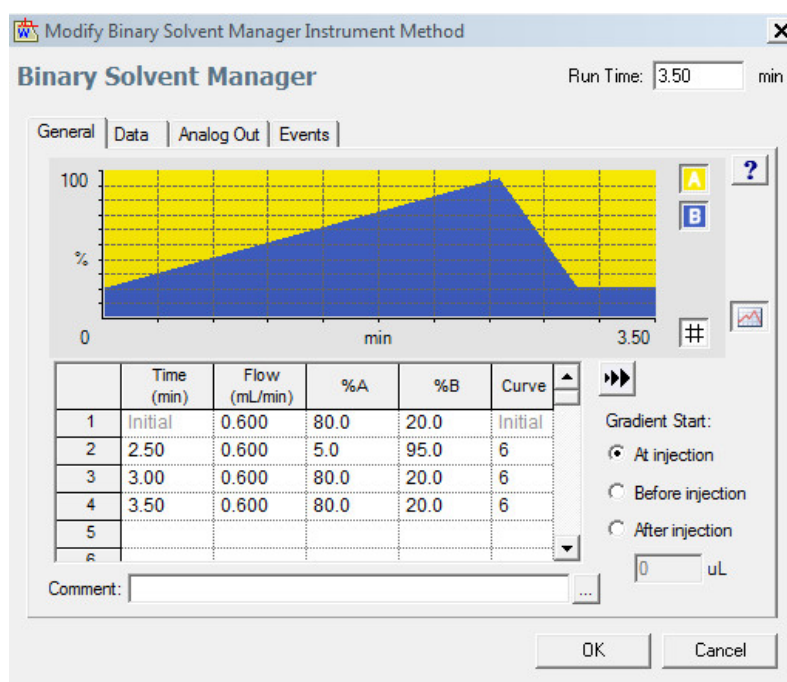 Modify Binary Solvent Manager Instrument Method
Binary Solvent Manager
Run Time: 3.50 min
General Data Analog Out Events
100
%
0 min 3.50
A
B
?
#
Time (min) Flow (mL/min) %A %B Curve
1 Initial 0.600 80.0 20.0 Initial
2 2.50 0.600 5.0 95.0 6
3 3.00 0.600 80.0 20.0 6
4 3.50 0.600 80.0 20.0 6
5
6
Gradient Start:
At injection
Before injection
After injection
0 uL
Comment: ...
OK Cancel